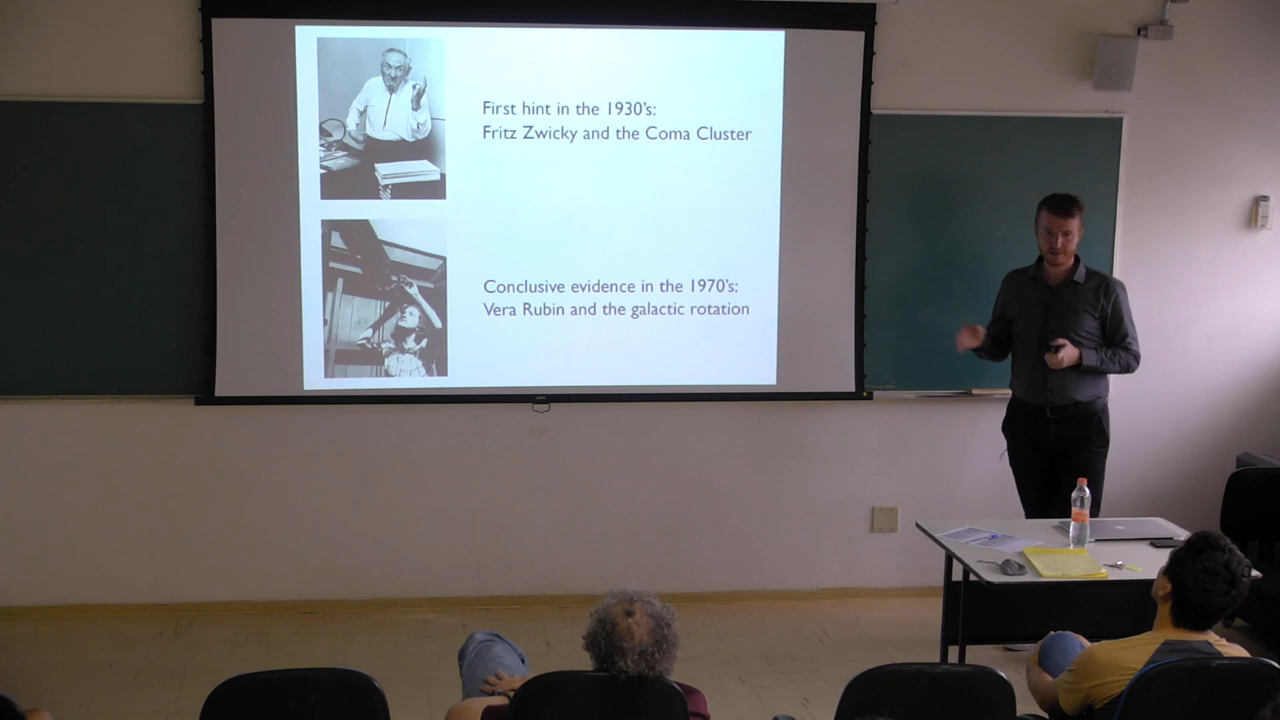 First hint in the 1930's:
Fritz Zwicky and the Coma Cluster
Conclusive evidence in the 1970's:
Vera Rubin and the galactic rotation